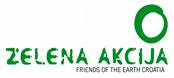 ZELENA AKCIJA
FRIENDS OF THE EARTH CROATIA